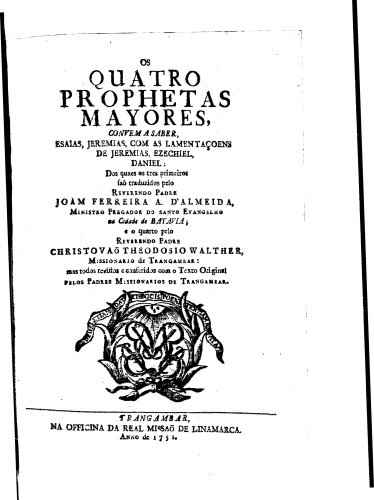 OS
QUATRO
PROPHETAS
MAYORES,
CONVEM A SABER,
ESAIAS, JEREMIAS, COM AS LAMENTAÇOENS
DE JEREMIAS, EZECHIEL,
DANIEL:
Dos quaes os tres primeiros
saõ traduzidos pelo
REVERENDO PADRE
JOAM FERREIRA A. D'ALMEIDA,
MINISTRO PREGADOR DO SANTO EVANGELHO
na Cidade de BATAVIA;
e o quarto pelo
REVERENDO PADRE
CHRISTOVAÕ THEODOSIO WALTHER,
MISSIONARIO de TRANGAMBAR:
mas todos revistos e conferidos com o Texto Original
PELOS PADRES MISSIONARIOS DE TRANGAMBAR.
TRANGAMBAR,
NA OFFICINA DA REAL MISSAÕ DE DINAMARCA.
ANNO de 1751.